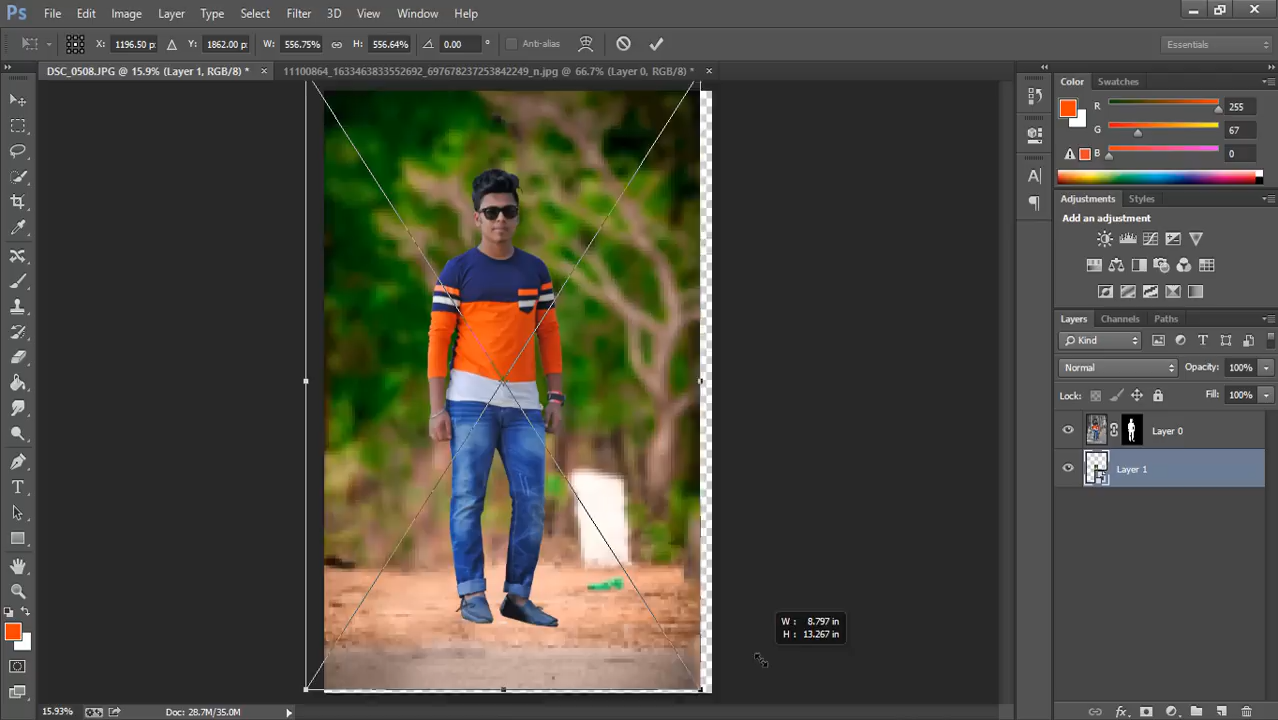 Ps File Edit Image Layer Type Select Filter 3D View Window Help
X: 1196.50 p: Y: 1862.00 p: W: 556.75% H: 556.64% 0.00 ° Anti-alias Essentials
DSC_0508.JPG @ 15.9% (Layer 1, RGB/8) * × 11100864_1633463833552692_697678237253842249_n.jpg @ 66.7% (Layer 0, RGB/8) * ×
Color Swatches
R 255
G 67
B 0
Adjustments Styles
Add an adjustment
Layers Channels Paths
Kind
Normal Opacity: 100%
Lock: Fill: 100%
Layer 0
Layer 1
W: 8.797 in
H: 13.267 in
15.93% Doc: 28.7M/35.0M